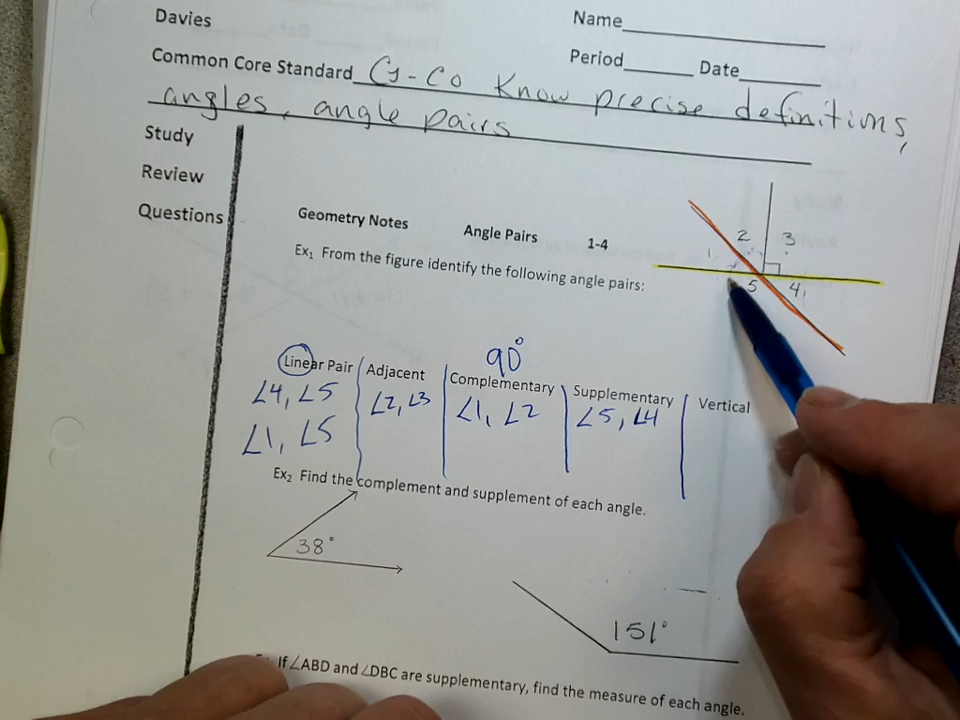 Davies Name
Common Core Standard G-CO Know precise definitions, Period Date
angles, angle pairs
Study
Review
Questions
Geometry Notes Angle Pairs 1-4
Ex1 From the figure identify the following angle pairs:
1 2 3
5 4
90°
Linear Pair Adjacent Complementary Supplementary Vertical
∠4, ∠5 ∠2, ∠3 ∠1, ∠2 ∠5, ∠4
∠1, ∠5
Ex2 Find the complement and supplement of each angle.
38°
151°
If ∠ABD and ∠DBC are supplementary, find the measure of each angle.